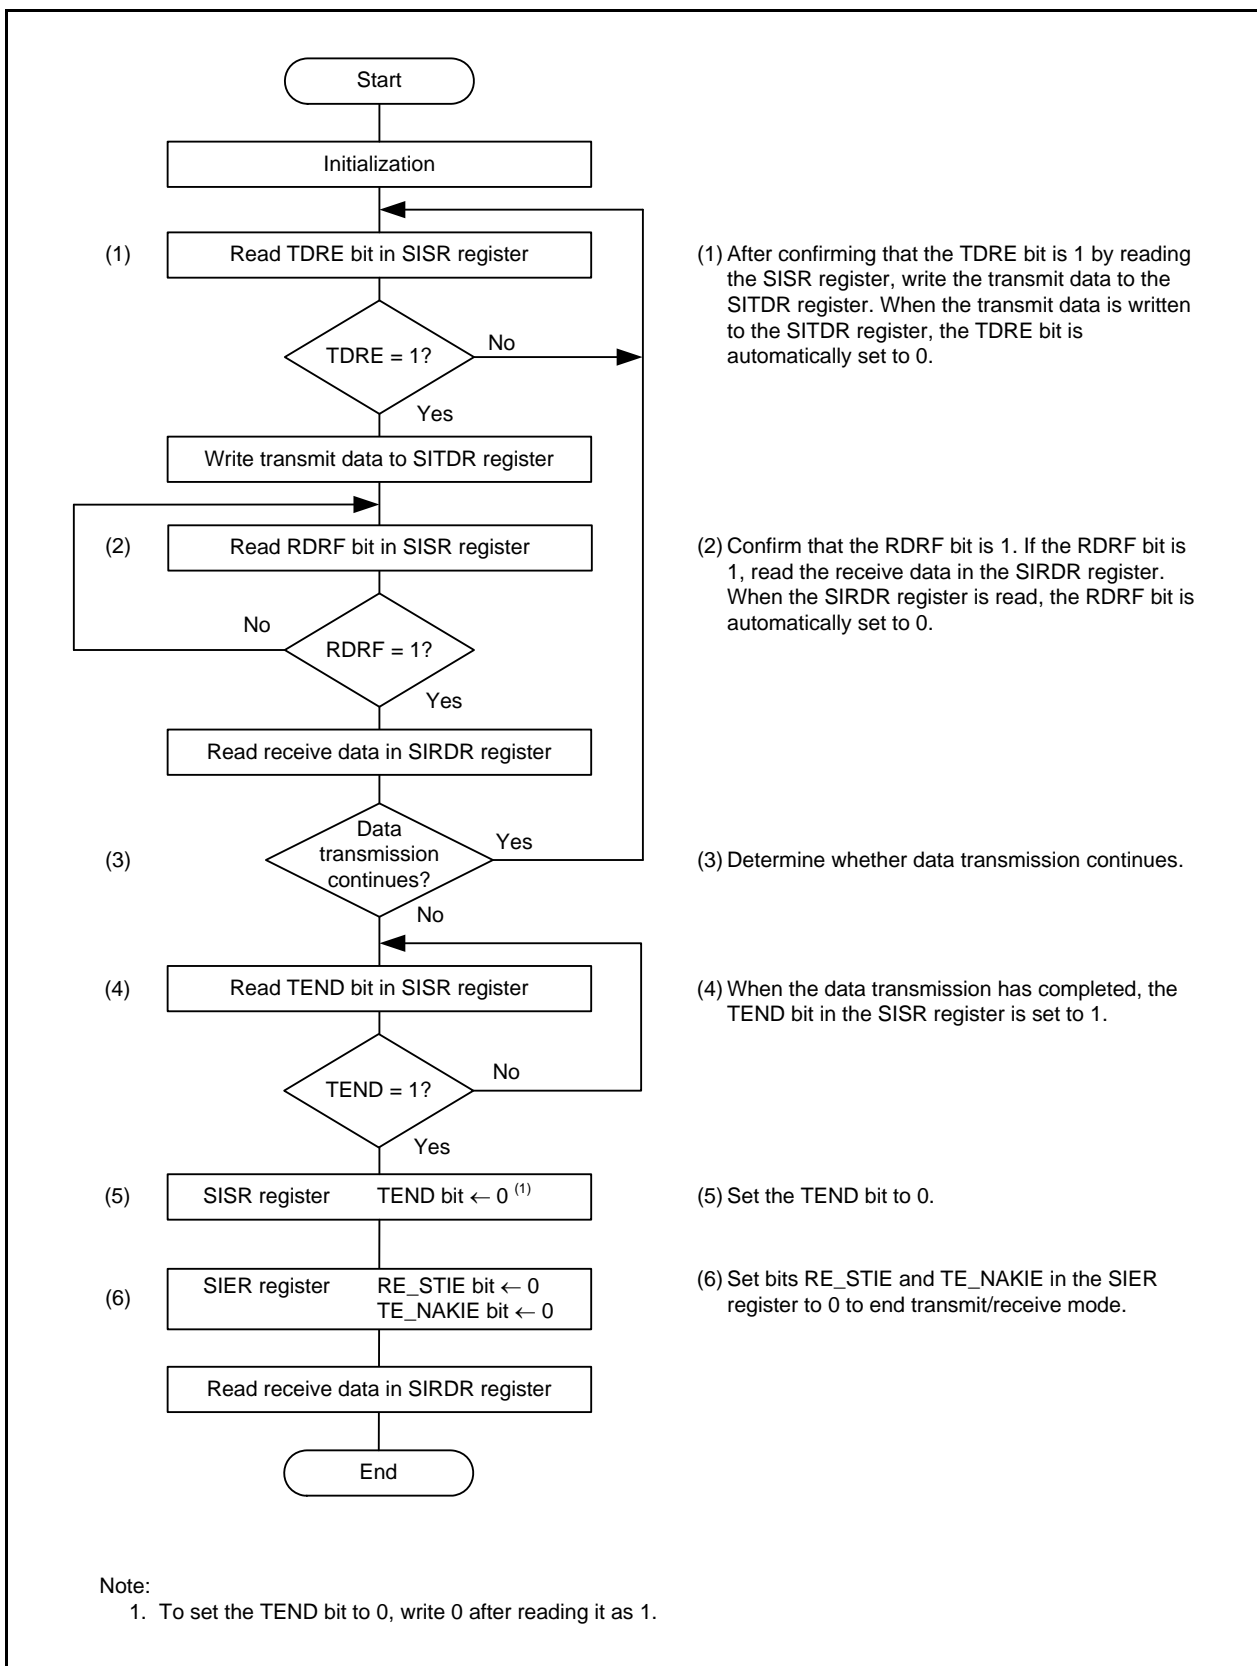 Start
Initialization
(1)
Read TDRE bit in SISR register
(1) After confirming that the TDRE bit is 1 by reading
the SISR register, write the transmit data to the
SITDR register. When the transmit data is written
to the SITDR register, the TDRE bit is
automatically set to 0.
TDRE = 1?
No
Yes
Write transmit data to SITDR register
(2)
Read RDRF bit in SISR register
(2) Confirm that the RDRF bit is 1. If the RDRF bit is
1, read the receive data in the SIRDR register.
When the SIRDR register is read, the RDRF bit is
automatically set to 0.
No
RDRF = 1?
Yes
Read receive data in SIRDR register
(3)
Data
transmission
continues?
Yes
(3) Determine whether data transmission continues.
No
(4)
Read TEND bit in SISR register
(4) When the data transmission has completed, the
TEND bit in the SISR register is set to 1.
TEND = 1?
No
Yes
(5)
SISR register TEND bit ← 0 (1)
(5) Set the TEND bit to 0.
(6)
SIER register RE_STIE bit ← 0
TE_NAKIE bit ← 0
(6) Set bits RE_STIE and TE_NAKIE in the SIER
register to 0 to end transmit/receive mode.
Read receive data in SIRDR register
End
Note:
1. To set the TEND bit to 0, write 0 after reading it as 1.